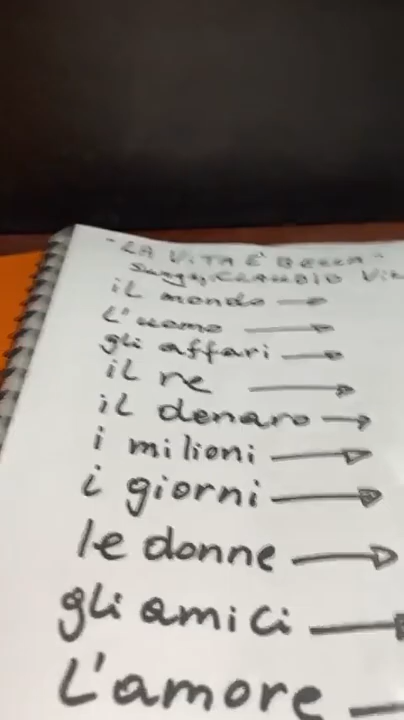 "LA VITA È BELLA"
CLAUDIO
il mondo →
L'uomo →
gli affari →
il re →
il denaro →
i milioni →
i giorni →
le donne →
gli amici →
L'amore